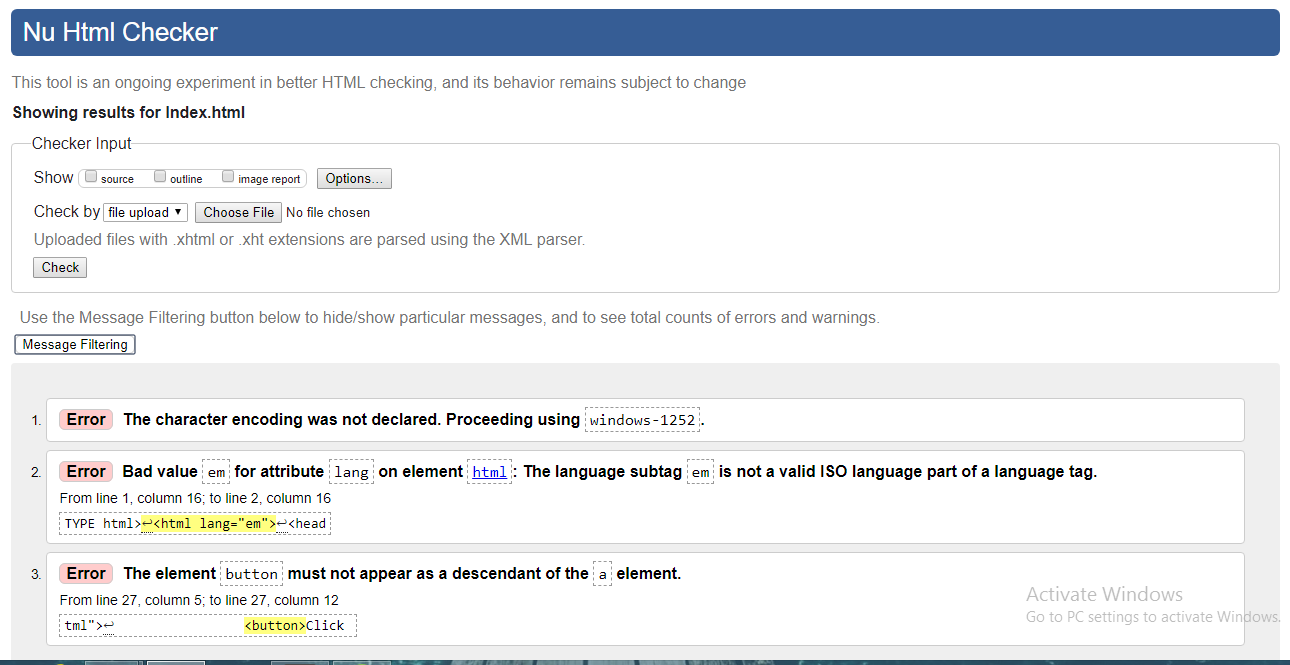 Nu Html Checker
This tool is an ongoing experiment in better HTML checking, and its behavior remains subject to change
Showing results for Index.html
Checker Input
Show source outline image report Options...
Check by file upload ▼ Choose File No file chosen
Uploaded files with .xhtml or .xht extensions are parsed using the XML parser.
Check
Use the Message Filtering button below to hide/show particular messages, and to see total counts of errors and warnings.
Message Filtering
1. Error The character encoding was not declared. Proceeding using windows-1252.
2. Error Bad value em for attribute lang on element html: The language subtag em is not a valid ISO language part of a language tag.
From line 1, column 16; to line 2, column 16
TYPE html>↩<html lang="em">↩<head
3. Error The element button must not appear as a descendant of the a element.
From line 27, column 5; to line 27, column 12
tml">↩ <button>Click
Activate Windows
Go to PC settings to activate Windows.